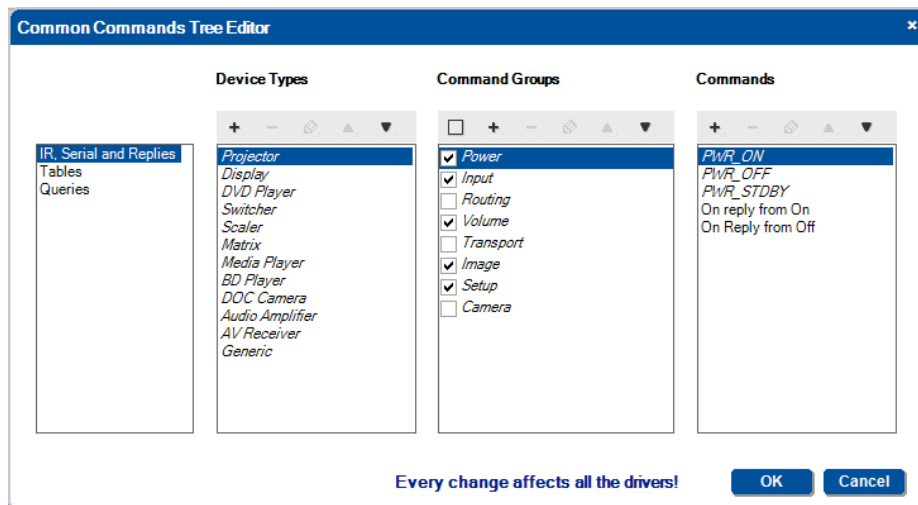 Common Commands Tree Editor
Device Types
Command Groups
Commands
IR, Serial and Replies
Tables
Queries
Projector
Display
DVD Player
Switcher
Scaler
Matrix
Media Player
BD Player
DOC Camera
Audio Amplifier
AV Receiver
Generic
Power
Input
Routing
Volume
Transport
Image
Setup
Camera
PWR_ON
PWR_OFF
PWR_STDBY
On reply from On
On Reply from Off
Every change affects all the drivers!
OK
Cancel